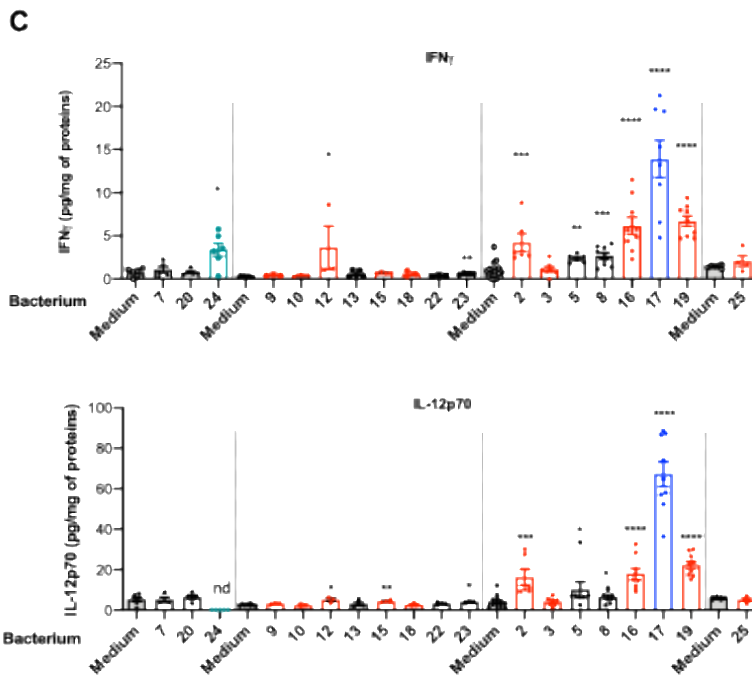 C
IFNγ
IFNγ (pg/mg of proteins)
25
20
15
10
5
0
* * ** *** ** *** **** **** ****
Bacterium
Medium 7 20 24 Medium 9 10 12 13 15 18 22 23 Medium 2 3 5 8 16 17 19 Medium 25
IL-12p70
IL-12p70 (pg/mg of proteins)
100
80
60
40
20
0
nd * ** * *** * * **** **** ****
Bacterium
Medium 7 20 24 Medium 9 10 12 13 15 18 22 23 Medium 2 3 5 8 16 17 19 Medium 25